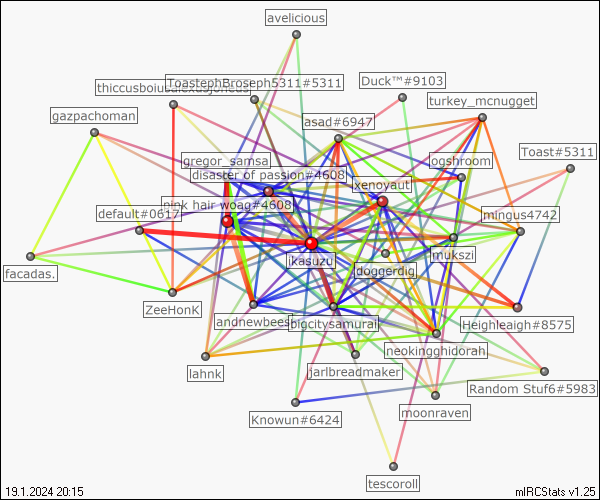 avelicious
Duck™#9103
ToastephBroseph5311#5311
turkey_mcnugget
gazpachoman
asad#6947
Toast#5311
gregor_samsa
ogshroom
disaster of passion#4608
xenoyaut
pink hair woag#4608
default#0617
mingus4742
ikasuzu
mukszi
doggerdig
facadas.
ZeeHonK
andnewbees
bigcitysamurai
Heighleigh#8575
neokingghidorah
lahnk
jarlbreadmaker
Random Stuf6#5983
moonraven
Knowun#6424
tescoroll
19.1.2024 20:15
mIRCStats v1.25